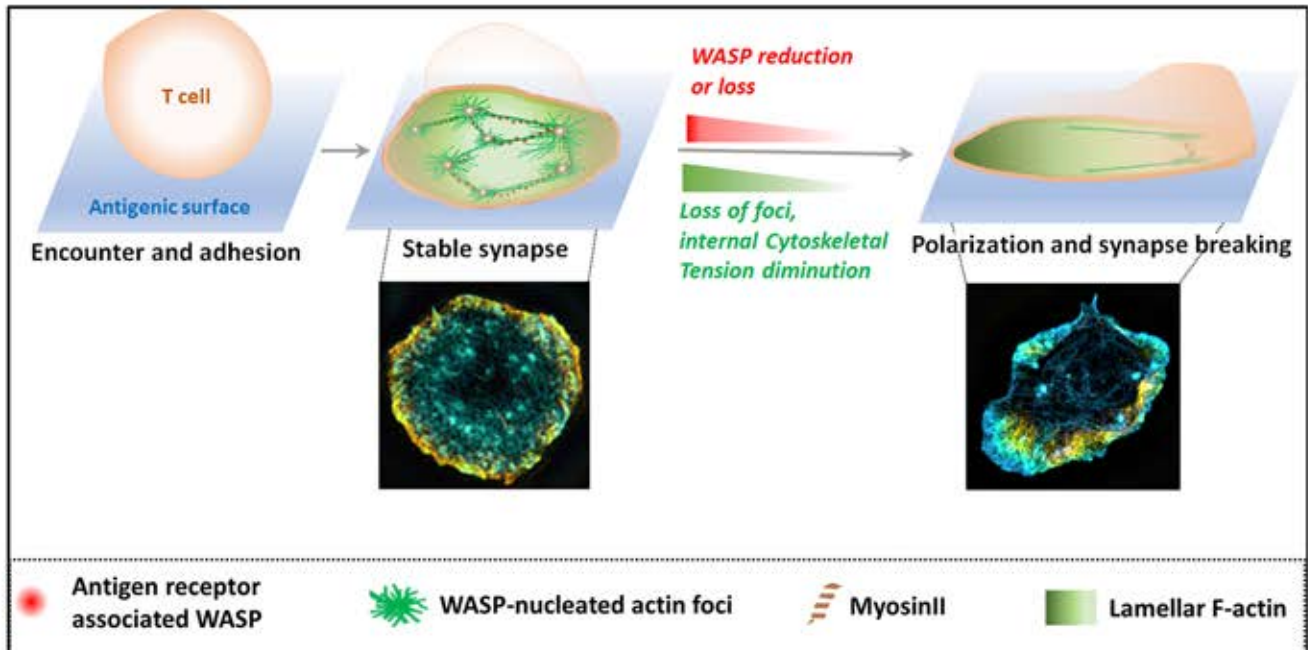 T cell
Antigenic surface
Encounter and adhesion
Stable synapse
WASP reduction
or loss
Loss of foci,
internal Cytoskeletal
Tension diminution
Polarization and synapse breaking
Antigen receptor
associated WASP
WASP-nucleated actin foci
MyosinII
Lamellar F-actin